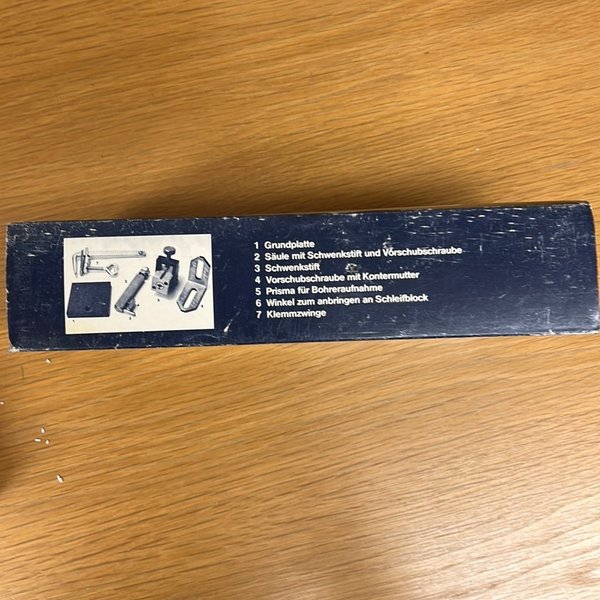 1 Grundplatte
2 Säule mit Schwenkstift und Vorschubschraube
3 Schwenkstift
4 Vorschubschraube mit Kontermutter
5 Prisma für Bohreraufnahme
6 Winkel zum anbringen an Schleifblock
7 Klemmzwinge